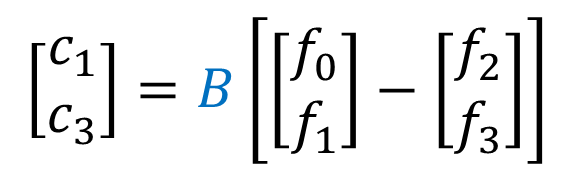 [c₁ c₃] = B [[f₀ f₁] − [f₂ f₃]]